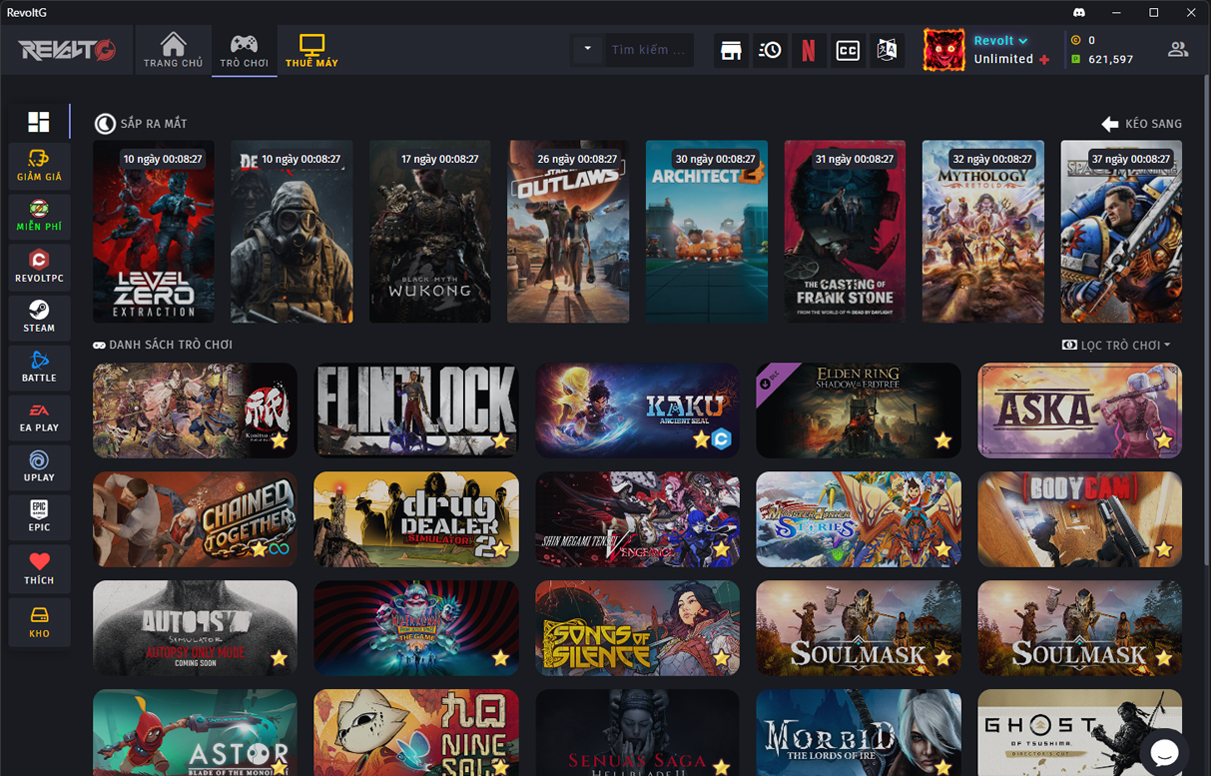 RevoltG
REVOLTG
TRANG CHỦ
TRÒ CHƠI
THUÊ MÁY
Tìm kiếm ...
N
CC
Revolt
Unlimited
0
621,597
GIẢM GIÁ
MIỄN PHÍ
REVOLTPC
STEAM
BATTLE
EA PLAY
UPLAY
EPIC
THÍCH
KHO
SẮP RA MẮT
KÉO SANG
10 ngày 00:08:27
10 ngày 00:08:27
17 ngày 00:08:27
26 ngày 00:08:27
30 ngày 00:08:27
31 ngày 00:08:27
32 ngày 00:08:27
37 ngày 00:08:27
LEVEL
ZERO
EXTRACTION
BLACK MYTH
WUKONG
OUTLAWS
ARCHITECT 2
THE CASTING OF
FRANK STONE
FROM THE WORLD OF DEAD BY DAYLIGHT
MYTHOLOGY
RETOLD
DANH SÁCH TRÒ CHƠI
LỌC TRÒ CHƠI
祇
FLINTLOCK
KAKU
ANCIENT SEAL
DLC
ELDEN RING
SHADOW OF THE ERDTREE
ASKA
CHAINED
TOGETHER
drug
DEALER
SIMULATOR
2
SHIN MEGAMI TENSEI
V VENGEANCE
MONSTER HUNTER
STORIES
BODYCAM
AUTOPSY
SIMULATOR
AUTOPSY ONLY MODE
COMING SOON
THE GAME
SONGS OF
SILENCE
SOULMASK
SOULMASK
ASTOR
BLADE OF THE MONOLITH
九日
NINE
SOLS
SENUA'S SAGA
HELLBLADE II
MORBID
THE LORDS OF IRE
GHOST
OF TSUSHIMA
DIRECTOR'S CUT